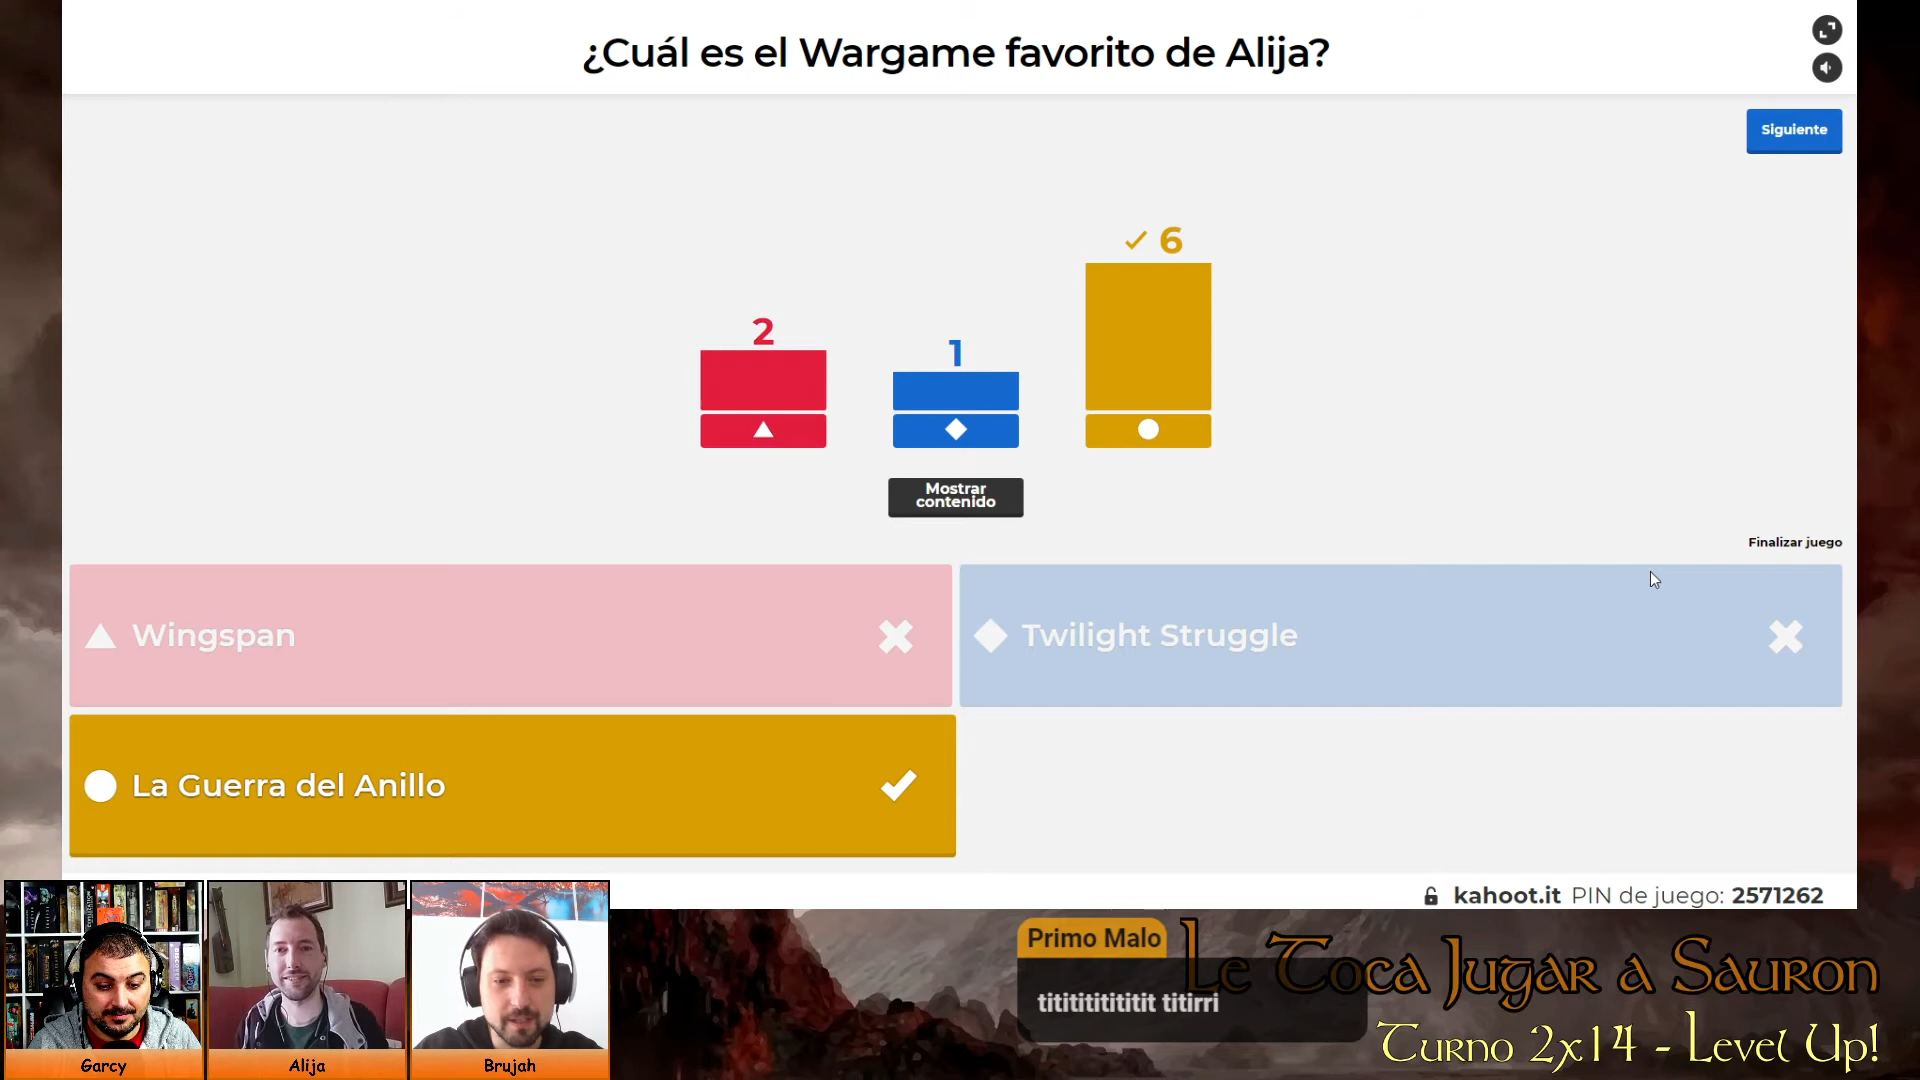 ¿Cuál es el Wargame favorito de Alija?
Siguiente
6
2
1
Mostrar
contenido
Finalizar juego
Wingspan
Twilight Struggle
La Guerra del Anillo
kahoot.it PIN de juego: 2571262
Primo Malo
titititititit titirri
Le Toca Jugar a Sauron
Turno 2x14 - Level Up!
Garcy
Alija
Brujah